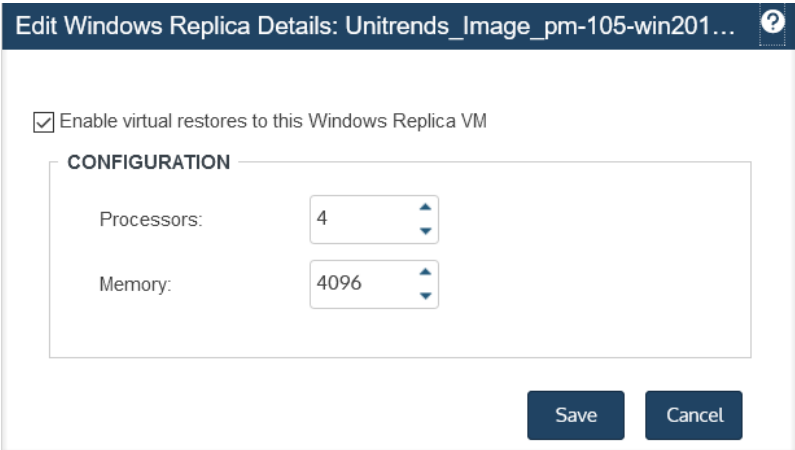 Edit Windows Replica Details: Unitrends_Image_pm-105-win201... ?
Enable virtual restores to this Windows Replica VM
CONFIGURATION
Processors: 4
Memory: 4096
Save Cancel